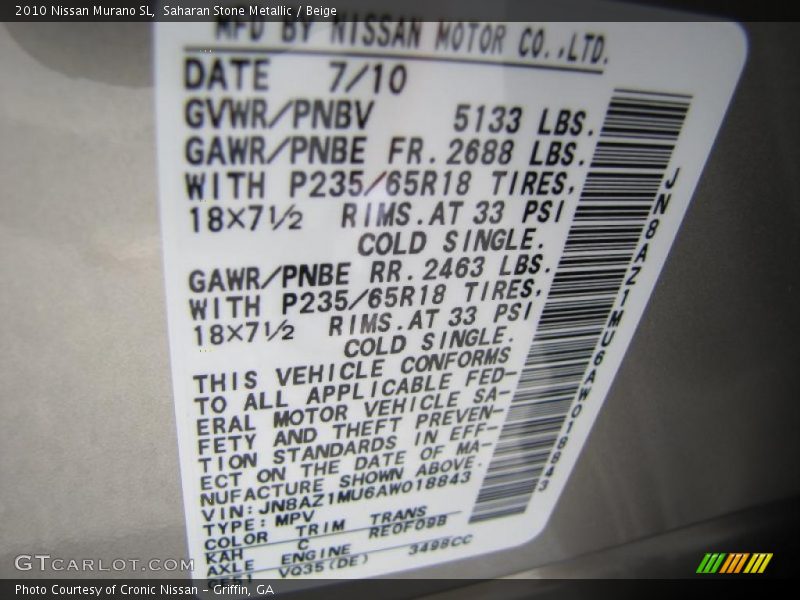 2010 Nissan Murano SL, Saharan Stone Metallic / Beige
MFD BY NISSAN MOTOR CO.,LTD.
DATE 7/10
GVWR/PNBV 5133 LBS.
GAWR/PNBE FR. 2688 LBS.
WITH P235/65R18 TIRES,
18×7½ RIMS. AT 33 PSI
COLD SINGLE.
GAWR/PNBE RR. 2463 LBS.
WITH P235/65R18 TIRES,
18×7½ RIMS. AT 33 PSI
COLD SINGLE.
THIS VEHICLE CONFORMS
TO ALL APPLICABLE FED-
ERAL MOTOR VEHICLE SA-
FETY AND THEFT PREVEN-
TION STANDARDS IN EFF-
ECT ON THE DATE OF MA-
NUFACTURE SHOWN ABOVE.
VIN: JN8AZ1MU6AW018843
TYPE: MPV
COLOR TRIM TRANS
KAH C RE0F09B
AXLE ENGINE
VQ35(DE) 3498CC
JN8AZ1MU6AW018843
GTCARLOT.COM
Photo Courtesy of Cronic Nissan - Griffin, GA